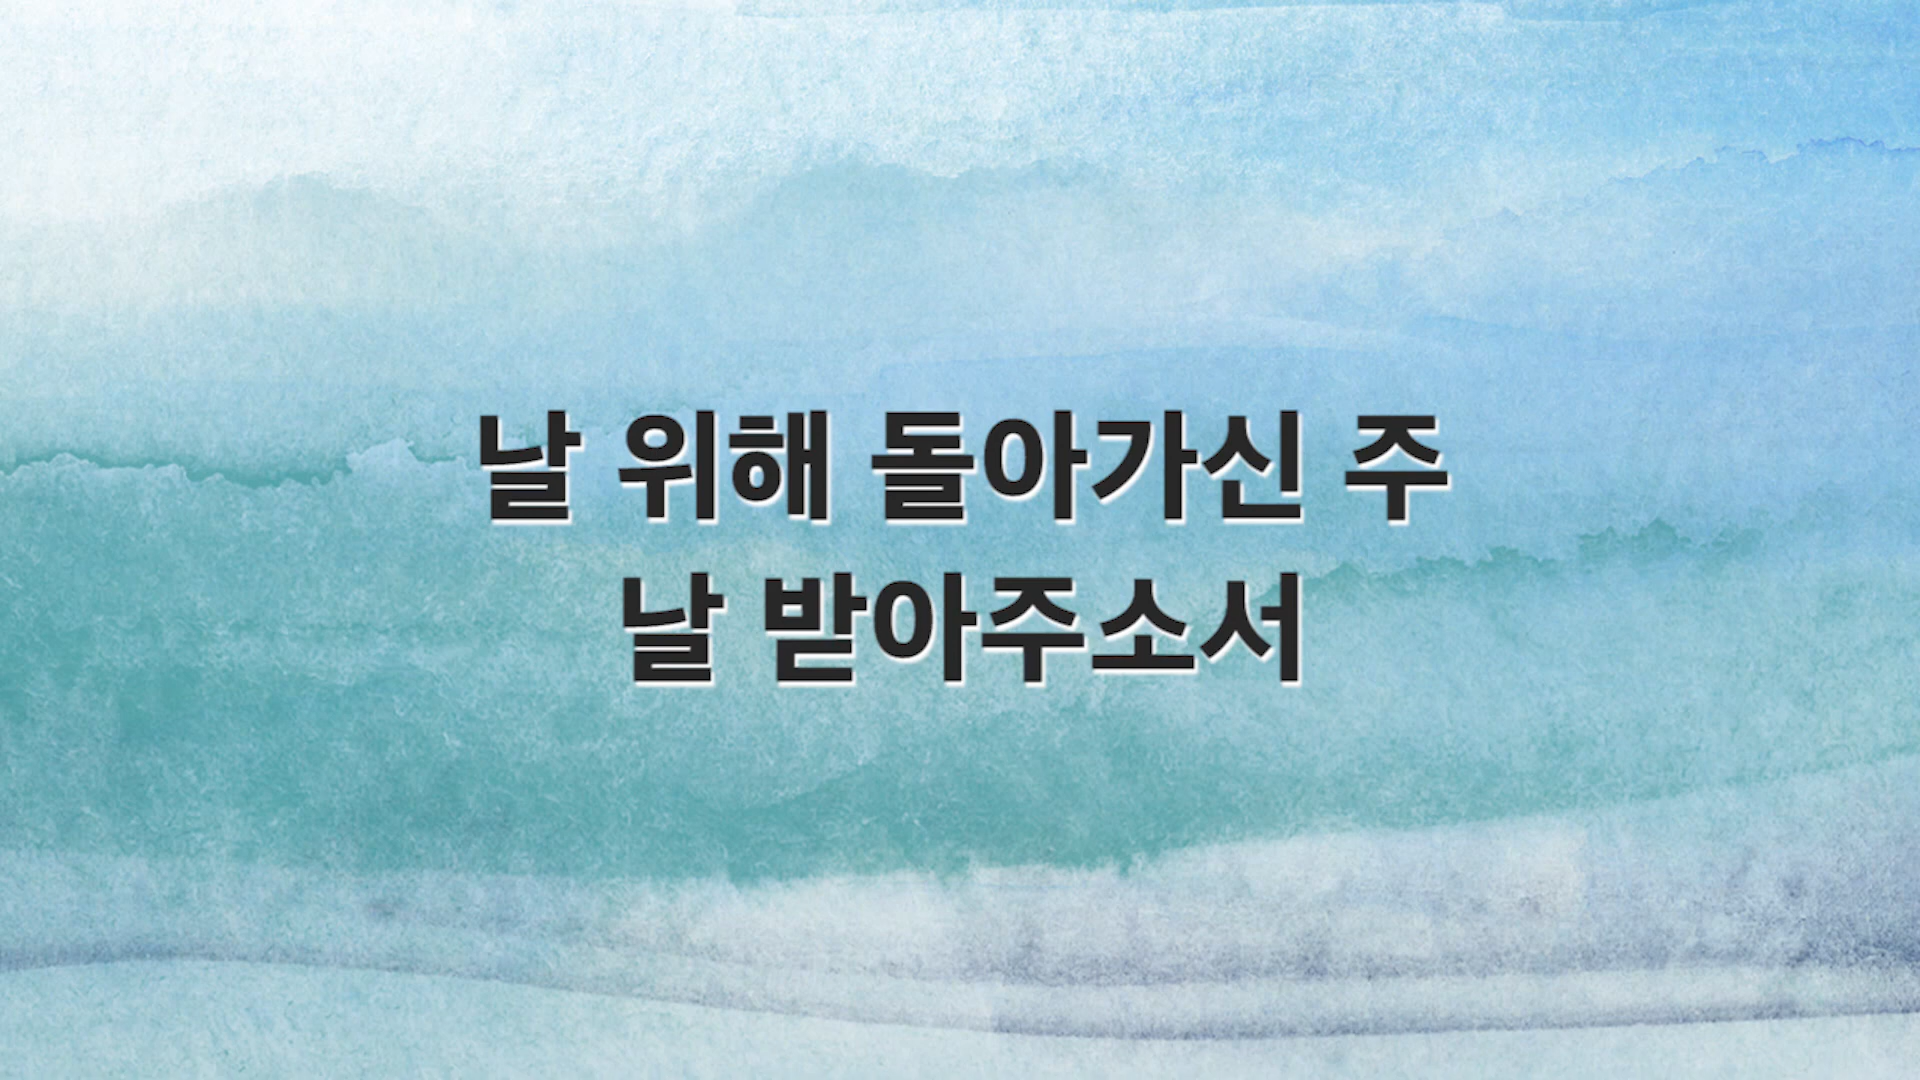 날 위해 돌아가신 주
날 받아주소서